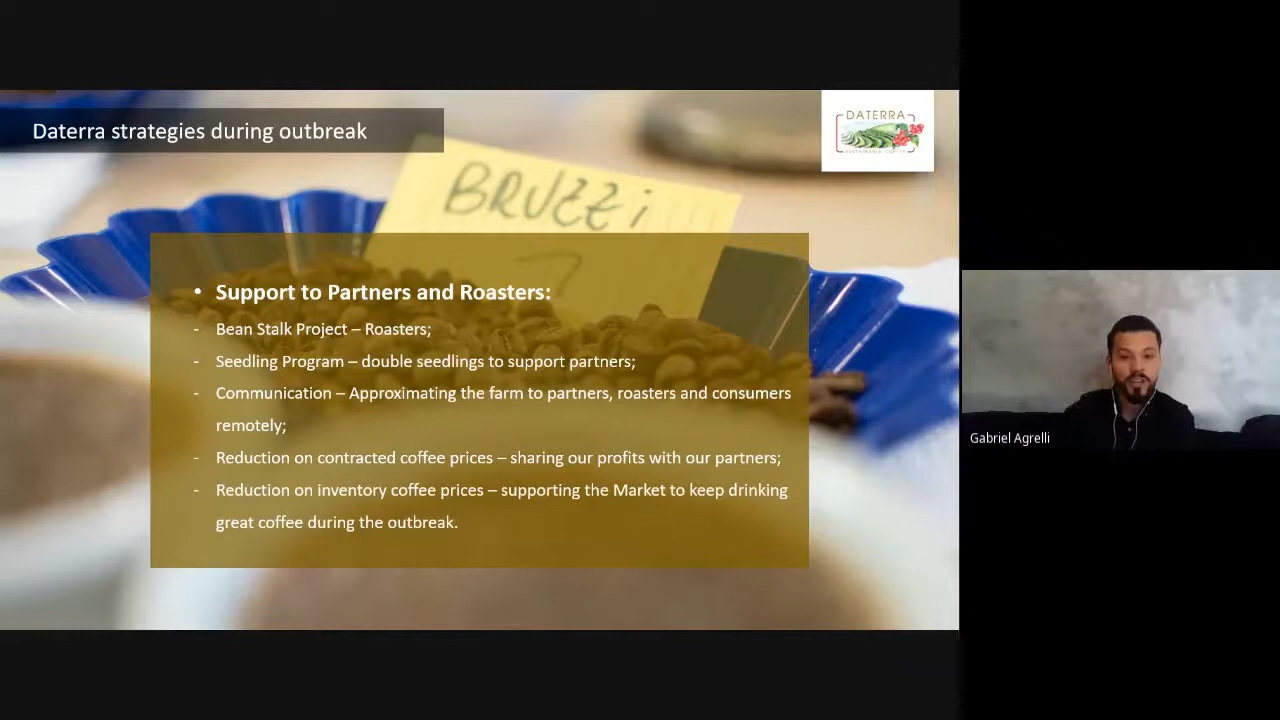 Daterra strategies during outbreak
DATERRA
SUSTAINABLE COFFEE
BRUZZi
• Support to Partners and Roasters:
- Bean Stalk Project – Roasters;
- Seedling Program – double seedlings to support partners;
- Communication – Approximating the farm to partners, roasters and consumers
remotely;
- Reduction on contracted coffee prices – sharing our profits with our partners;
- Reduction on inventory coffee prices – supporting the Market to keep drinking
great coffee during the outbreak.
Gabriel Agrelli